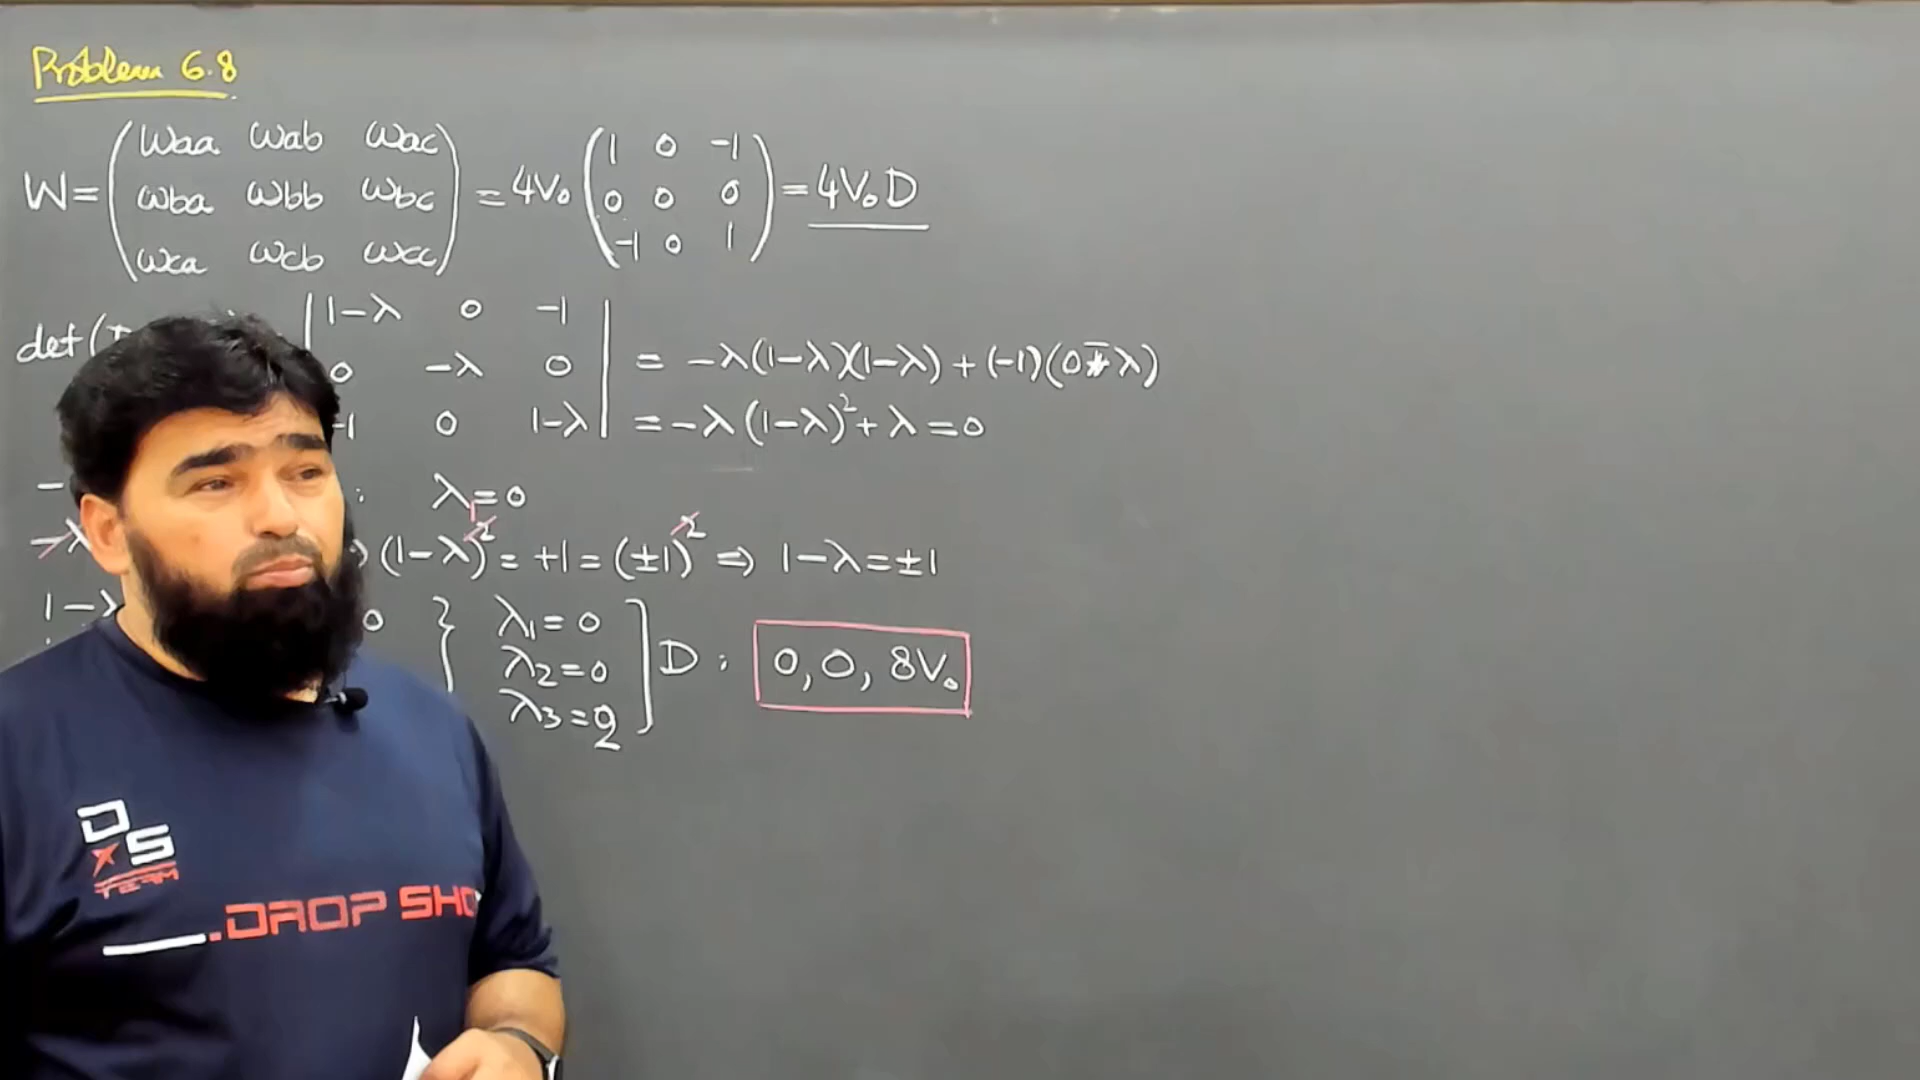 Problem 6.8
W = ( Waa Wab Wac ) = 4V₀ ( 1 0 -1 ) = 4V₀D
( Wba Wbb Wbc ) ( 0 0 0 )
( Wca Wcb Wcc ) ( -1 0 1 )
det( | 1-λ 0 -1 |
| 0 -λ 0 | = -λ(1-λ)(1-λ) + (-1)(0-λ)
| -1 0 1-λ | = -λ(1-λ)² + λ = 0
- : λ = 0
-λ (1-λ)² = +1 = (±1)² ⇒ 1-λ = ±1
1-λ 0 } λ₁ = 0 ]
λ₂ = 0 ] D : 0, 0, 8V₀
λ₃ = 2 ]
DXS
TEAM
.DROP SHO